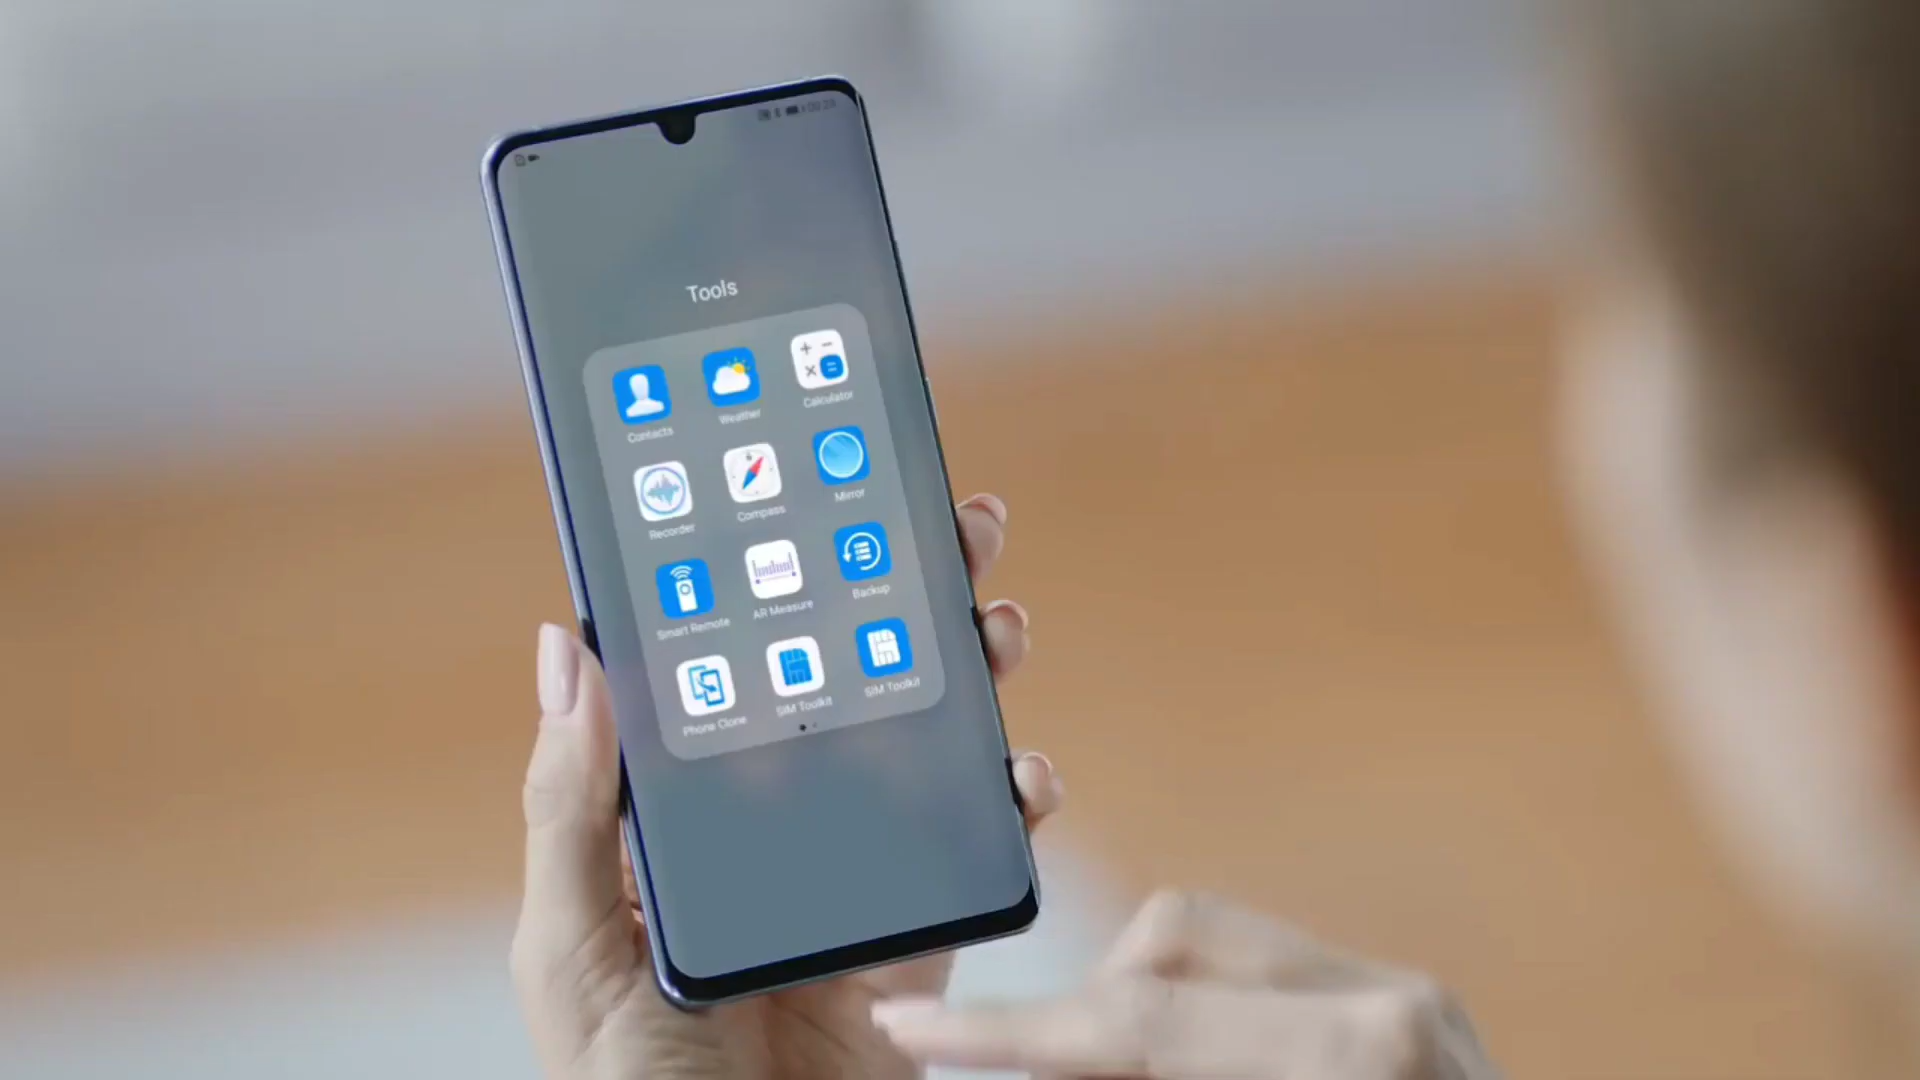 Tools
Contacts
Weather
Calculator
Recorder
Compass
Mirror
Smart Remote
AR Measure
Backup
Phone Clone
SIM Toolkit
SIM Toolkit